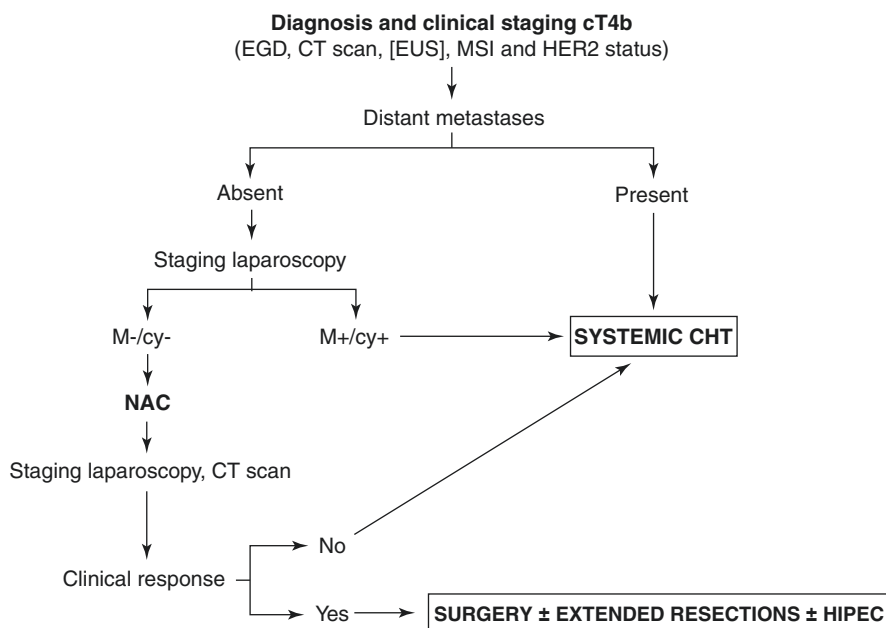 Diagnosis and clinical staging cT4b
(EGD, CT scan, [EUS], MSI and HER2 status)
Distant metastases
Absent
Present
Staging laparoscopy
M-/cy-
M+/cy+
SYSTEMIC CHT
NAC
Staging laparoscopy, CT scan
No
Clinical response
Yes
SURGERY ± EXTENDED RESECTIONS ± HIPEC